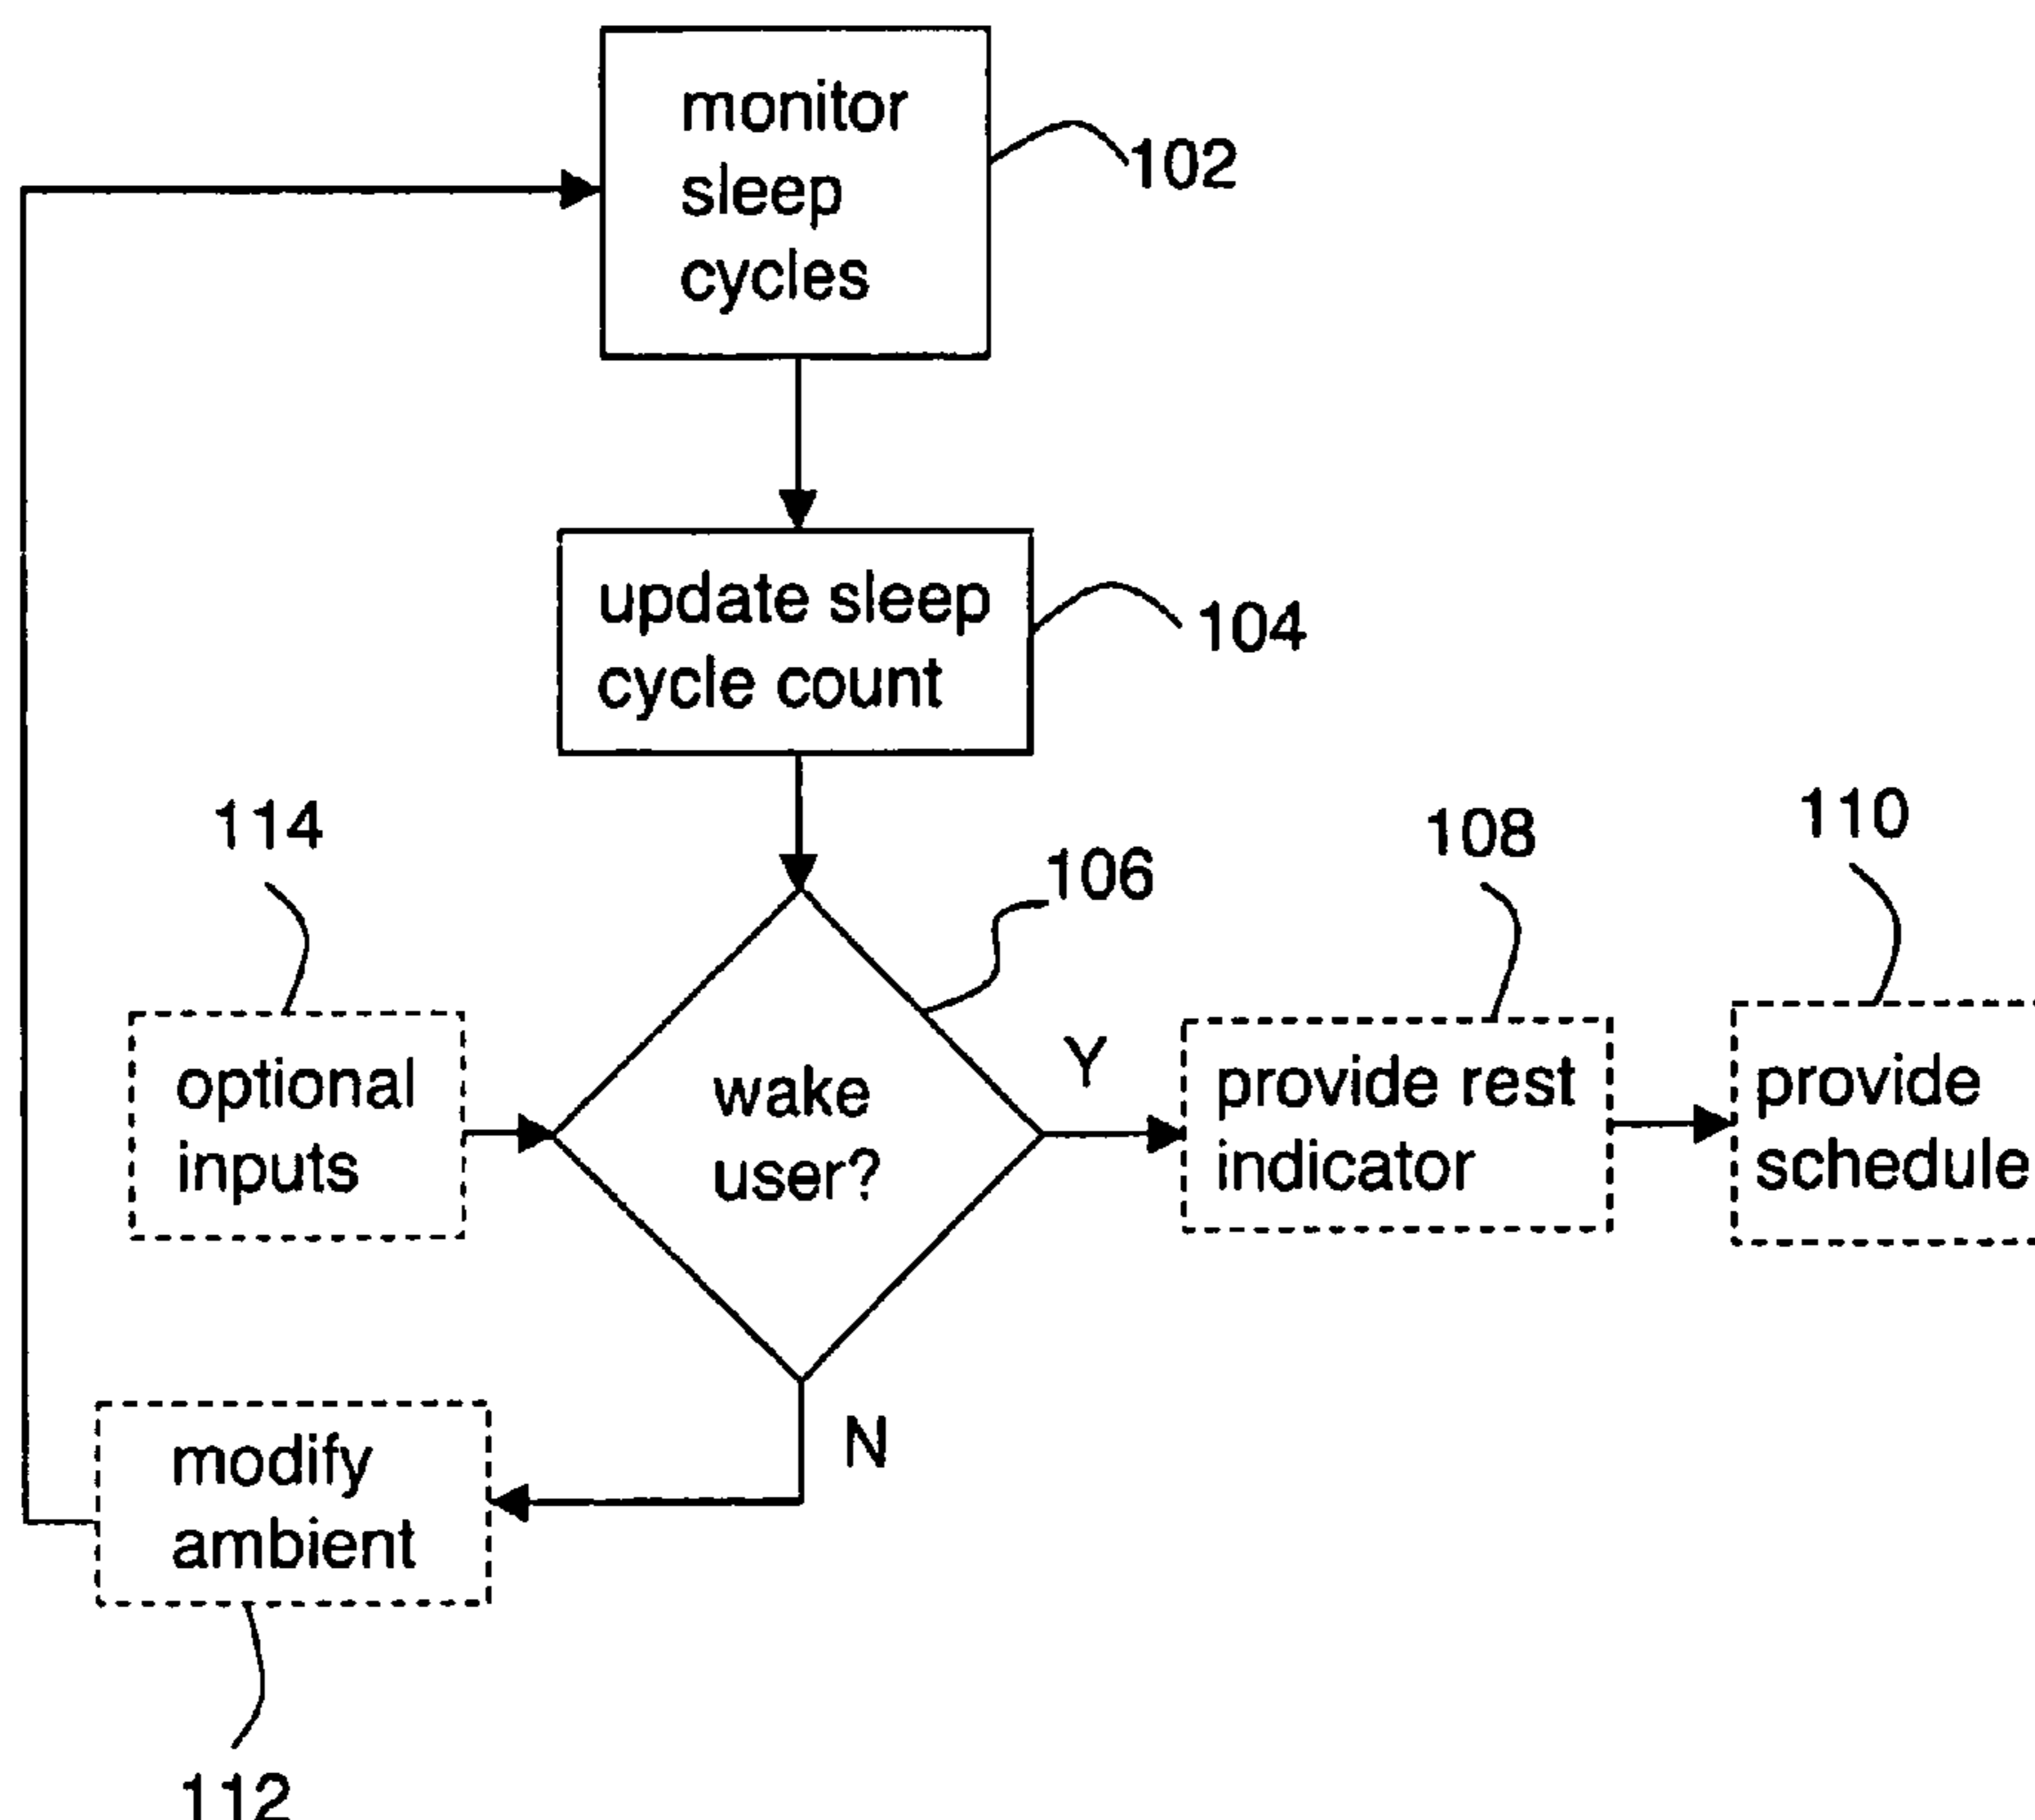 monitor
sleep
cycles
102
update sleep
cycle count
104
114
106
108
110
optional
inputs
wake
user?
Y
provide rest
indicator
provide
schedule
N
modify
ambient
112